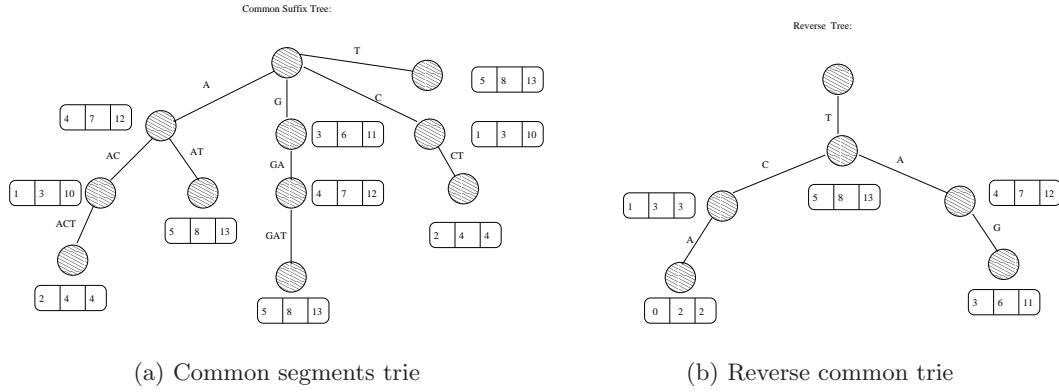 Common Suffix Tree:
T
5 8 13
A
G
C
4 7 12
3 6 11
1 3 10
AC
AT
GA
CT
1 3 10
4 7 12
5 8 13
2 4 4
ACT
GAT
2 4 4
5 8 13
(a) Common segments trie
Reverse Tree:
T
C
A
1 3 3
5 8 13
4 7 12
A
G
0 2 2
3 6 11
(b) Reverse common trie